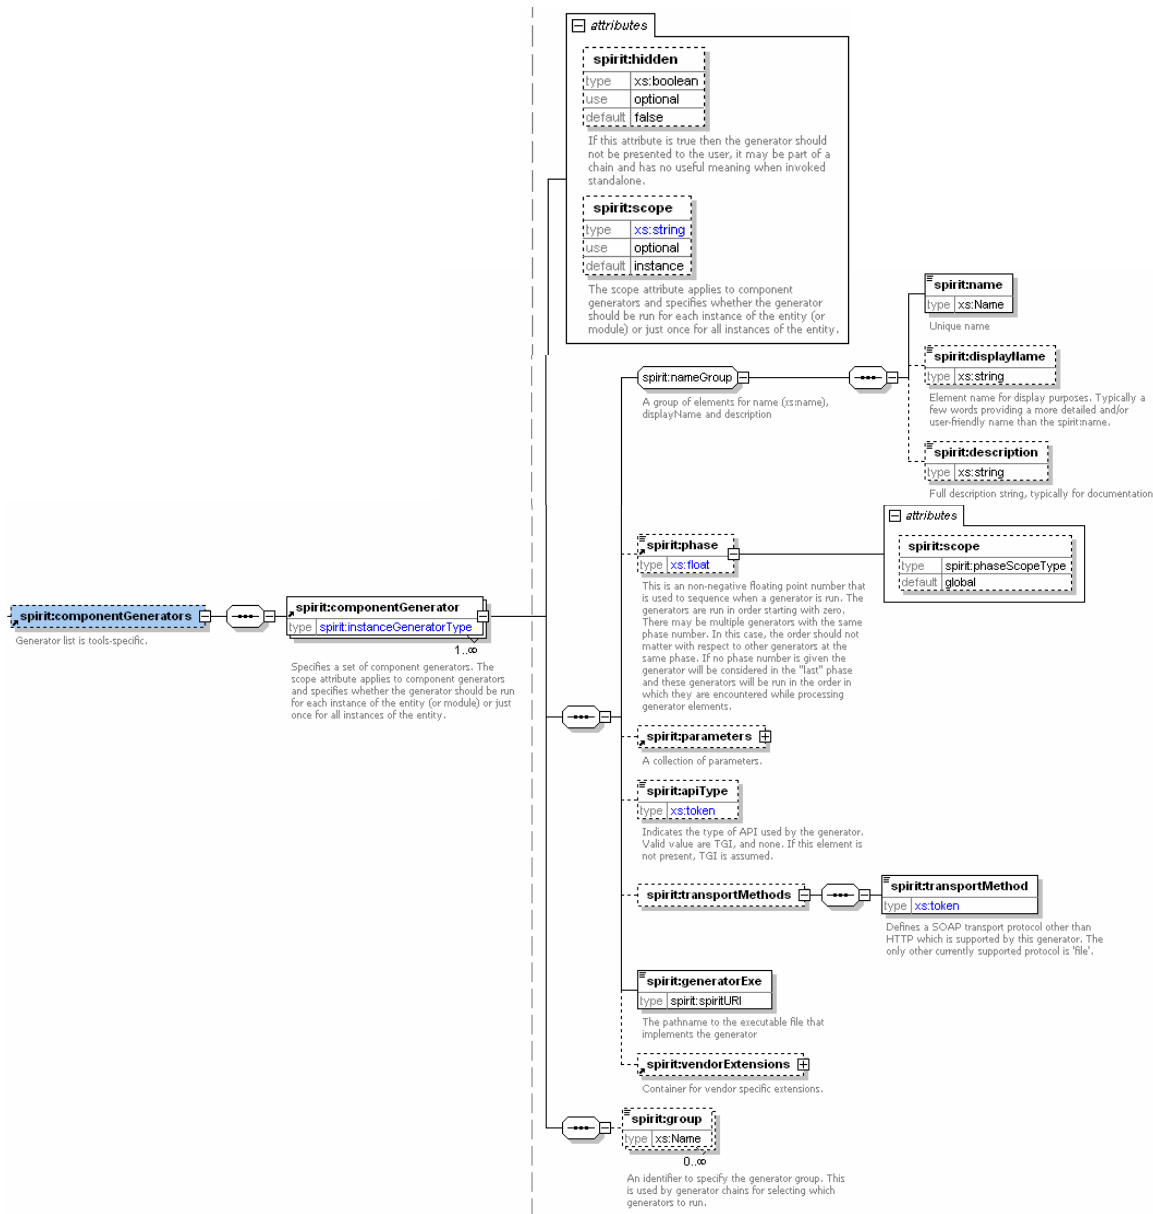 attributes
spirit:hidden
type xs:boolean
use optional
default false
If this attribute is true then the generator should
not be presented to the user, it may be part of a
chain and has no useful meaning when invoked
standalone.
spirit:scope
type xs:string
use optional
default instance
The scope attribute applies to component
generators and specifies whether the generator
should be run for each instance of the entity (or
module) or just once for all instances of the entity.
spirit:name
type xs:Name
Unique name
spirit:displayName
type xs:string
Element name for display purposes. Typically a
few words providing a more detailed and/or
user-friendly name than the spirit:name.
spirit:description
type xs:string
Full description string, typically for documentation
spirit:nameGroup
A group of elements for name (xs:name),
displayName and description
attributes
spirit:scope
type spirit:phaseScopeType
default global
spirit:phase
type xs:float
This is an non-negative floating point number that
is used to sequence when a generator is run. The
generators are run in order starting with zero.
There may be multiple generators with the same
phase number. In this case, the order should not
matter with respect to other generators at the
same phase. If no phase number is given the
generator will be considered in the "last" phase
and these generators will be run in the order in
which they are encountered while processing
generator elements.
spirit:componentGenerators
Generator list is tools-specific.
spirit:componentGenerator
type spirit:instanceGeneratorType
1..∞
Specifies a set of component generators. The
scope attribute applies to component generators
and specifies whether the generator should be run
for each instance of the entity (or module) or just
once for all instances of the entity.
spirit:parameters
A collection of parameters.
spirit:apiType
type xs:token
Indicates the type of API used by the generator.
Valid value are TGI, and none. If this element is
not present, TGI is assumed.
spirit:transportMethods
spirit:transportMethod
type xs:token
Defines a SOAP transport protocol other than
HTTP which is supported by this generator. The
only other currently supported protocol is 'file'.
spirit:generatorExe
type spirit:spiritURI
The pathname to the executable file that
implements the generator
spirit:vendorExtensions
Container for vendor specific extensions.
spirit:group
type xs:Name
0..∞
An identifier to specify the generator group. This
is used by generator chains for selecting which
generators to run.